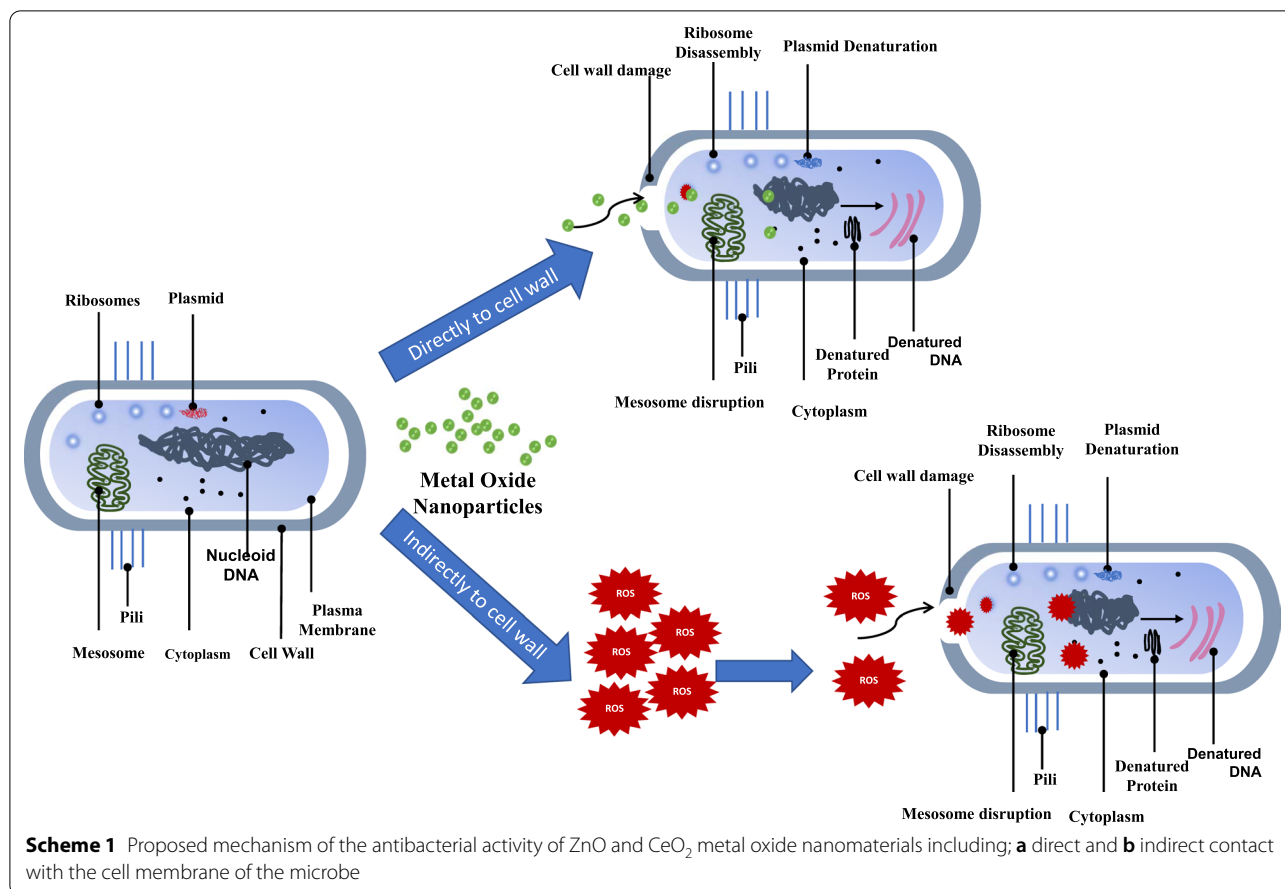 Ribosome
Disassembly
Plasmid Denaturation
Cell wall damage
Directly to cell wall
Pili
Denatured
Protein
Denatured
DNA
Mesosome disruption
Cytoplasm
Ribosomes
Plasmid
Metal Oxide
Nanoparticles
Nucleoid
DNA
Pili
Plasma
Membrane
Mesosome
Cytoplasm
Cell Wall
Indirectly to cell wall
ROS
ROS
ROS
ROS
ROS
ROS
ROS
Ribosome
Disassembly
Plasmid
Denaturation
Cell wall damage
Pili
Denatured
Protein
Denatured
DNA
Mesosome disruption
Cytoplasm
Scheme 1 Proposed mechanism of the antibacterial activity of ZnO and CeO₂ metal oxide nanomaterials including; a direct and b indirect contact
with the cell membrane of the microbe